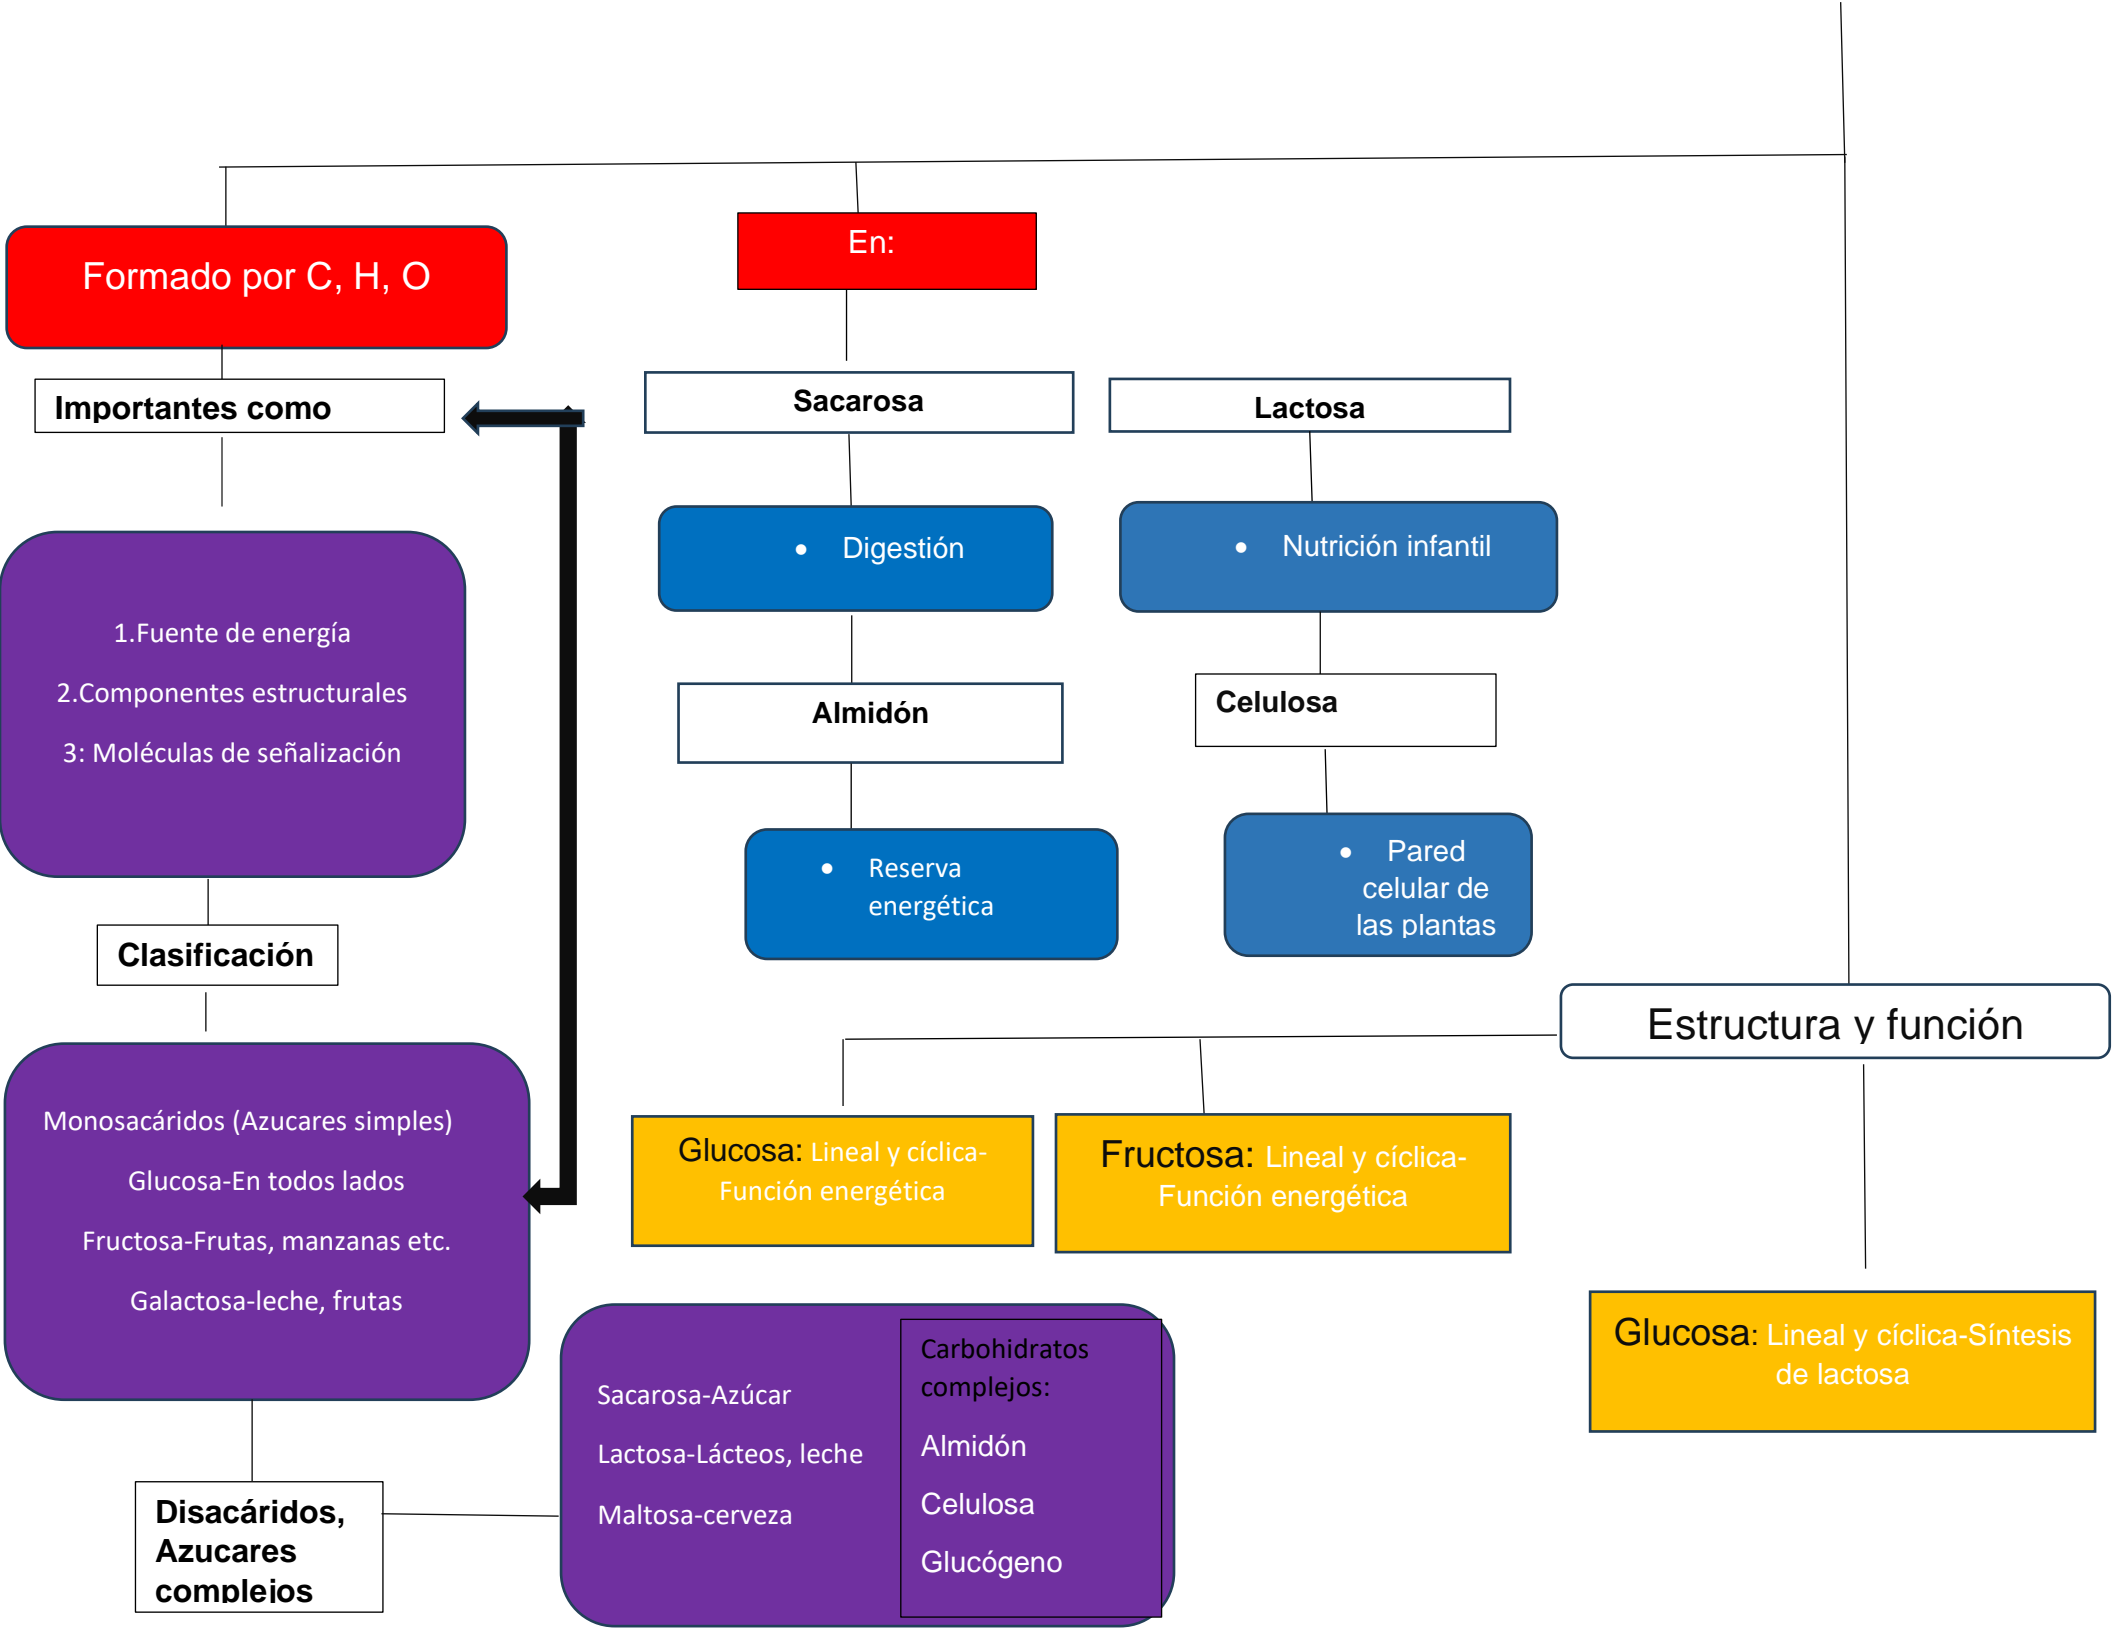 Formado por C, H, O
En:
Importantes como
Sacarosa
Lactosa
• Digestión
• Nutrición infantil
1.Fuente de energía
2.Componentes estructurales
3: Moléculas de señalización
Almidón
Celulosa
• Reserva
energética
• Pared
celular de
las plantas
Clasificación
Estructura y función
Monosacáridos (Azucares simples)
Glucosa-En todos lados
Fructosa-Frutas, manzanas etc.
Galactosa-leche, frutas
Glucosa: Lineal y cíclica-
Función energética
Fructosa: Lineal y cíclica-
Función energética
Glucosa: Lineal y cíclica-Síntesis
de lactosa
Disacáridos,
Azucares
complejos
Sacarosa-Azúcar
Lactosa-Lácteos, leche
Maltosa-cerveza
Carbohidratos
complejos:
Almidón
Celulosa
Glucógeno